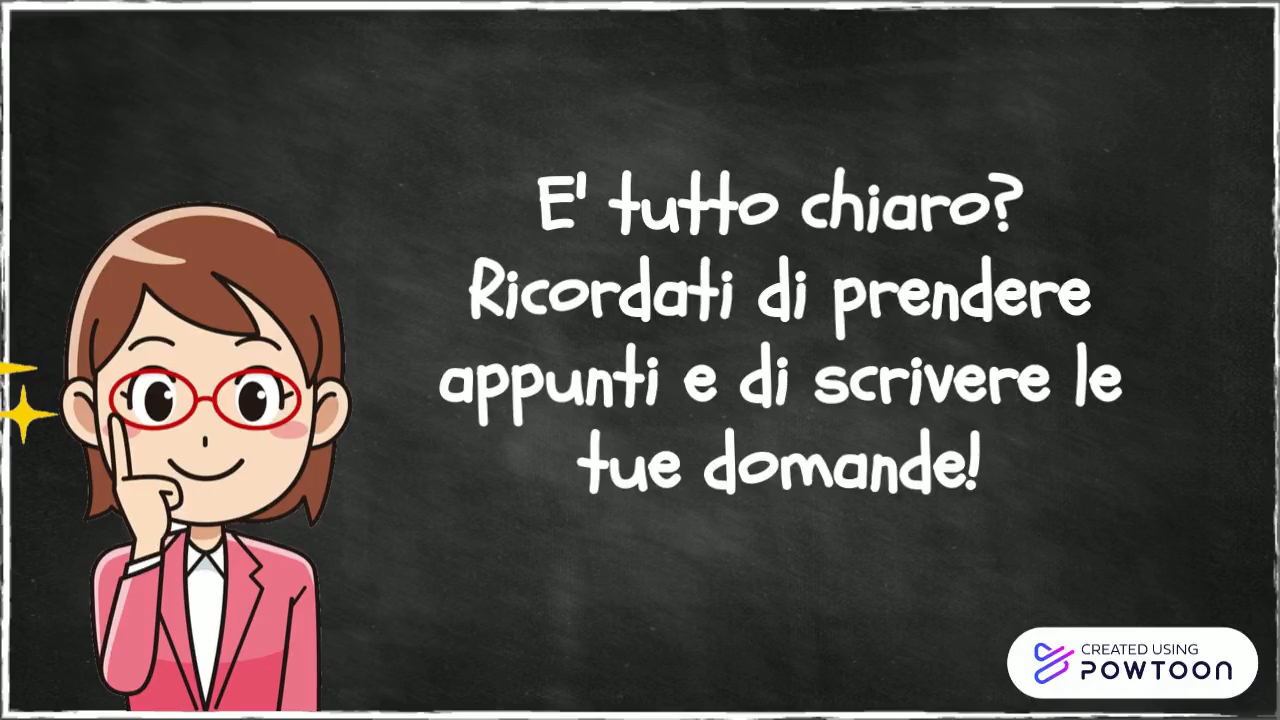 E' tutto chiaro?
Ricordati di prendere
appunti e di scrivere le
tue domande!
CREATED USING
POWTOON